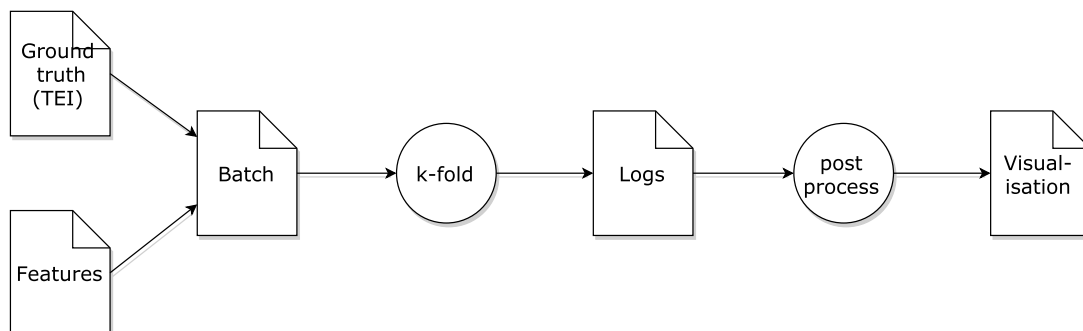 Ground
truth
(TEI)
Features
Batch
k-fold
Logs
post
process
Visual-
isation